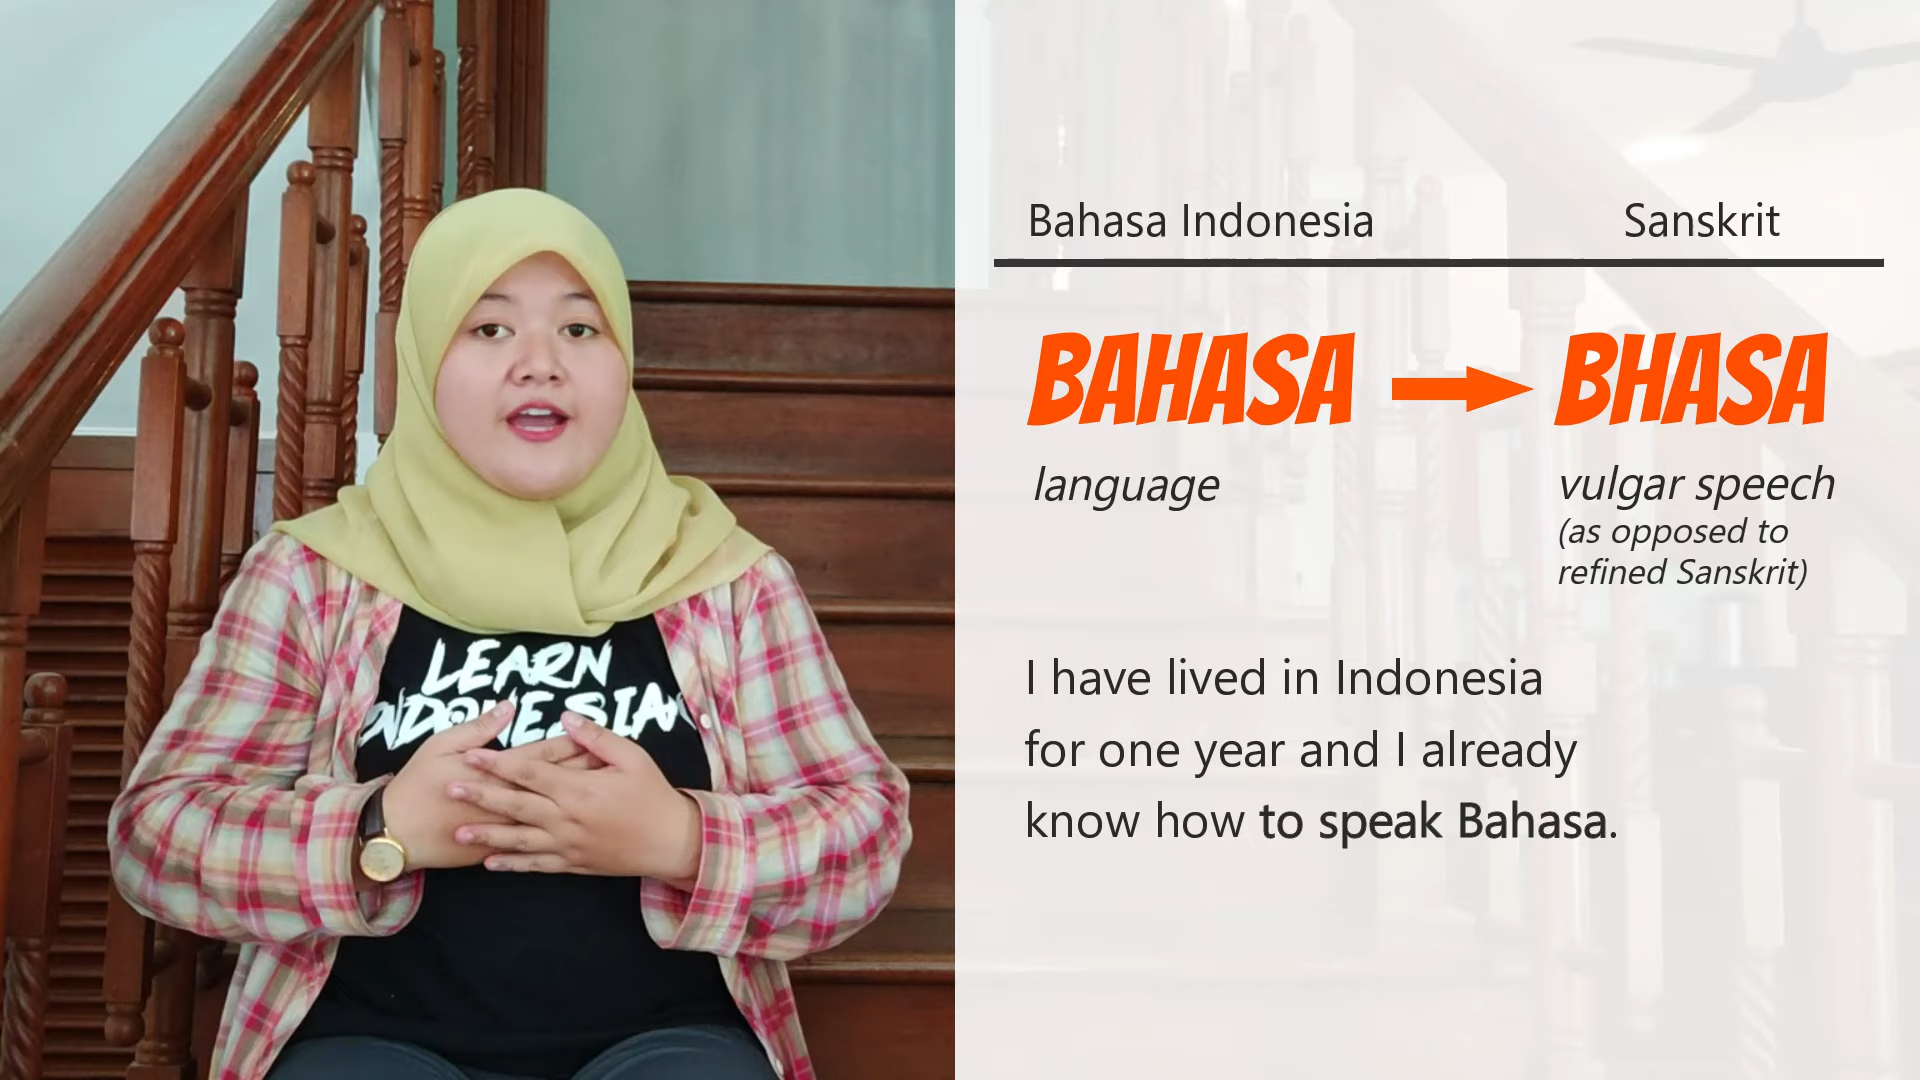 LEARN
INDONESIAN
Bahasa Indonesia Sanskrit
BAHASA BHASA
language vulgar speech
(as opposed to
refined Sanskrit)
I have lived in Indonesia
for one year and I already
know how to speak Bahasa.